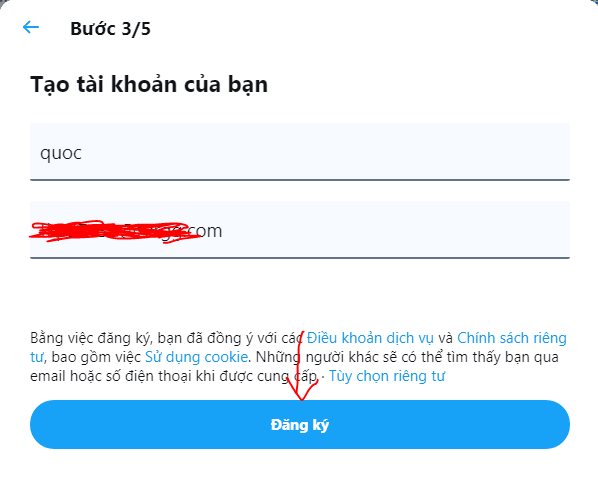 Bước 3/5
Tạo tài khoản của bạn
quoc
.com
Bằng việc đăng ký, bạn đã đồng ý với các Điều khoản dịch vụ và Chính sách riêng
tư, bao gồm việc Sử dụng cookie. Những người khác sẽ có thể tìm thấy bạn qua
email hoặc số điện thoại khi được cung cấp · Tùy chọn riêng tư
Đăng ký